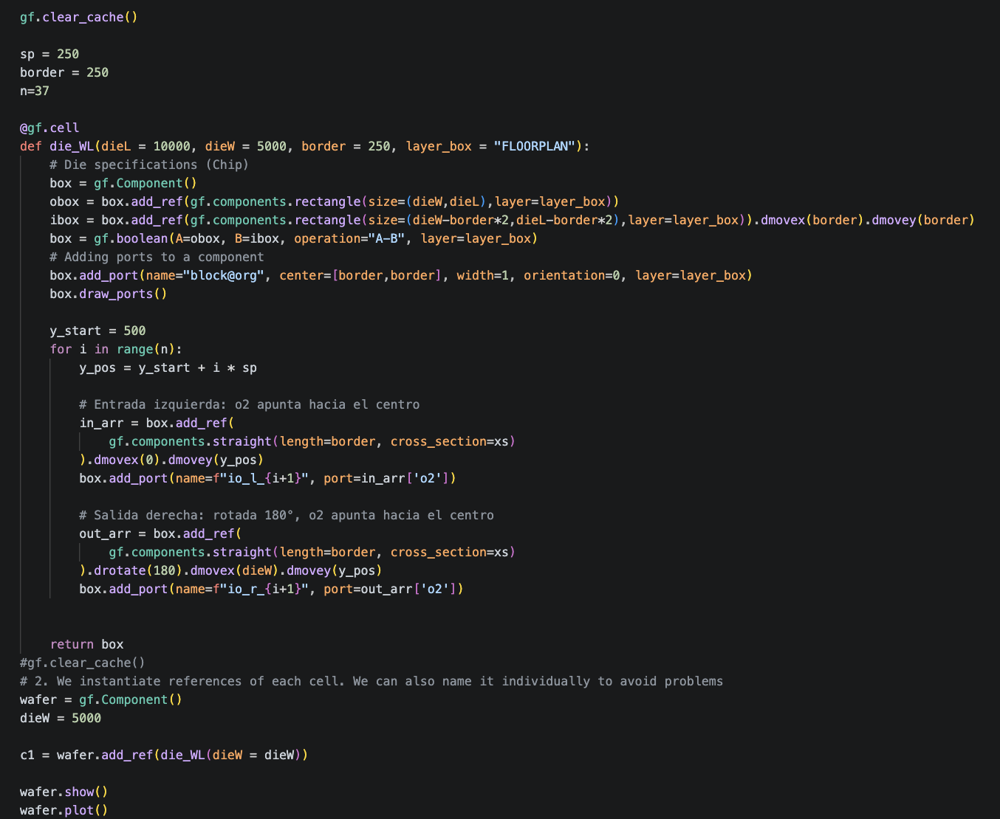 gf.clear_cache()
sp = 250
border = 250
n=37
@gf.cell
def die_WL(dieL = 10000, dieW = 5000, border = 250, layer_box = "FLOORPLAN"):
    # Die specifications (Chip)
    box = gf.Component()
    obox = box.add_ref(gf.components.rectangle(size=(dieW,dieL),layer=layer_box))
    ibox = box.add_ref(gf.components.rectangle(size=(dieW-border*2,dieL-border*2),layer=layer_box)).dmovex(border).dmovey(border)
    box = gf.boolean(A=obox, B=ibox, operation="A-B", layer=layer_box)
    # Adding ports to a component
    box.add_port(name="block@org", center=[border,border], width=1, orientation=0, layer=layer_box)
    box.draw_ports()
    y_start = 500
    for i in range(n):
        y_pos = y_start + i * sp
        # Entrada izquierda: o2 apunta hacia el centro
        in_arr = box.add_ref(
            gf.components.straight(length=border, cross_section=xs)
        ).dmovex(0).dmovey(y_pos)
        box.add_port(name=f"io_l_{i+1}", port=in_arr['o2'])
        # Salida derecha: rotada 180°, o2 apunta hacia el centro
        out_arr = box.add_ref(
            gf.components.straight(length=border, cross_section=xs)
        ).drotate(180).dmovex(dieW).dmovey(y_pos)
        box.add_port(name=f"io_r_{i+1}", port=out_arr['o2'])
    return box
#gf.clear_cache()
# 2. We instantiate references of each cell. We can also name it individually to avoid problems
wafer = gf.Component()
dieW = 5000
c1 = wafer.add_ref(die_WL(dieW = dieW))
wafer.show()
wafer.plot()